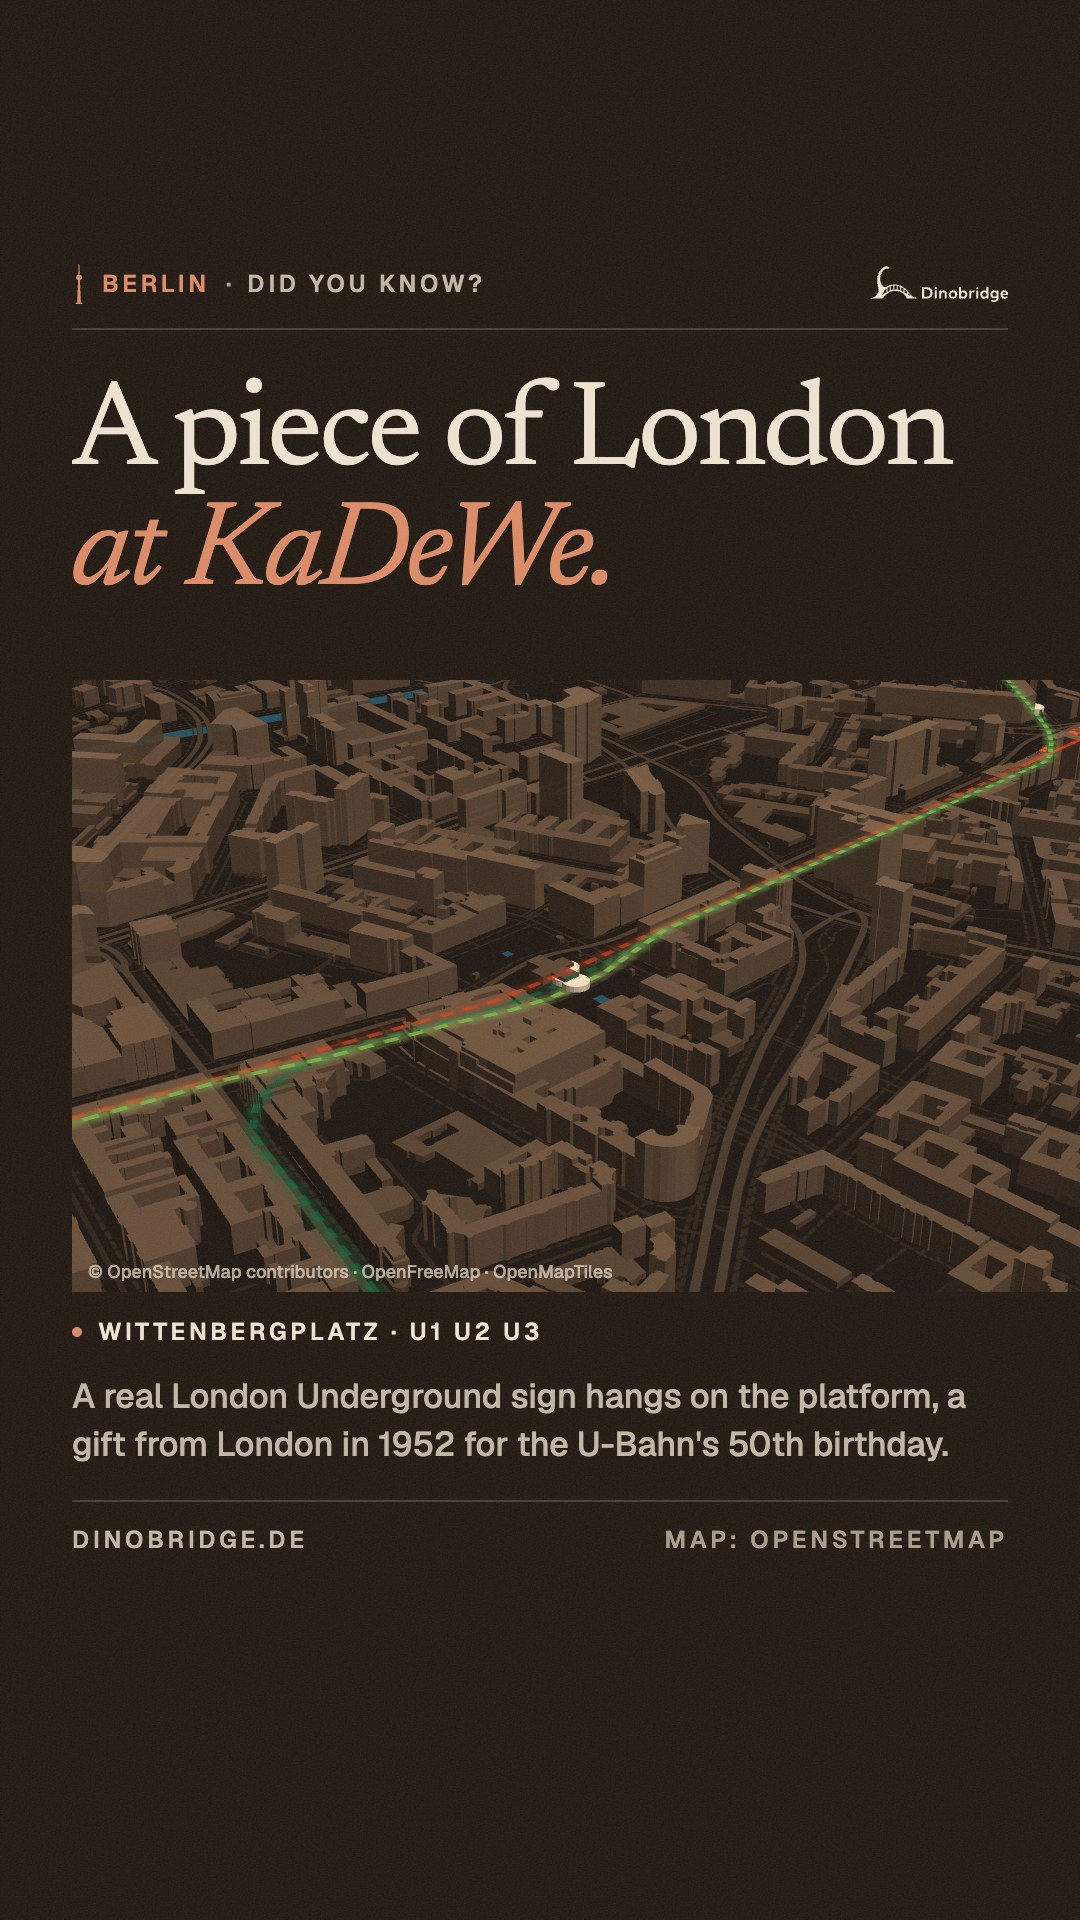 BERLIN · DID YOU KNOW?
Dinobridge
A piece of London
at KaDeWe.
© OpenStreetMap contributors · OpenFreeMap · OpenMapTiles
WITTENBERGPLATZ · U1 U2 U3
A real London Underground sign hangs on the platform, a
gift from London in 1952 for the U-Bahn's 50th birthday.
DINOBRIDGE.DE
MAP: OPENSTREETMAP